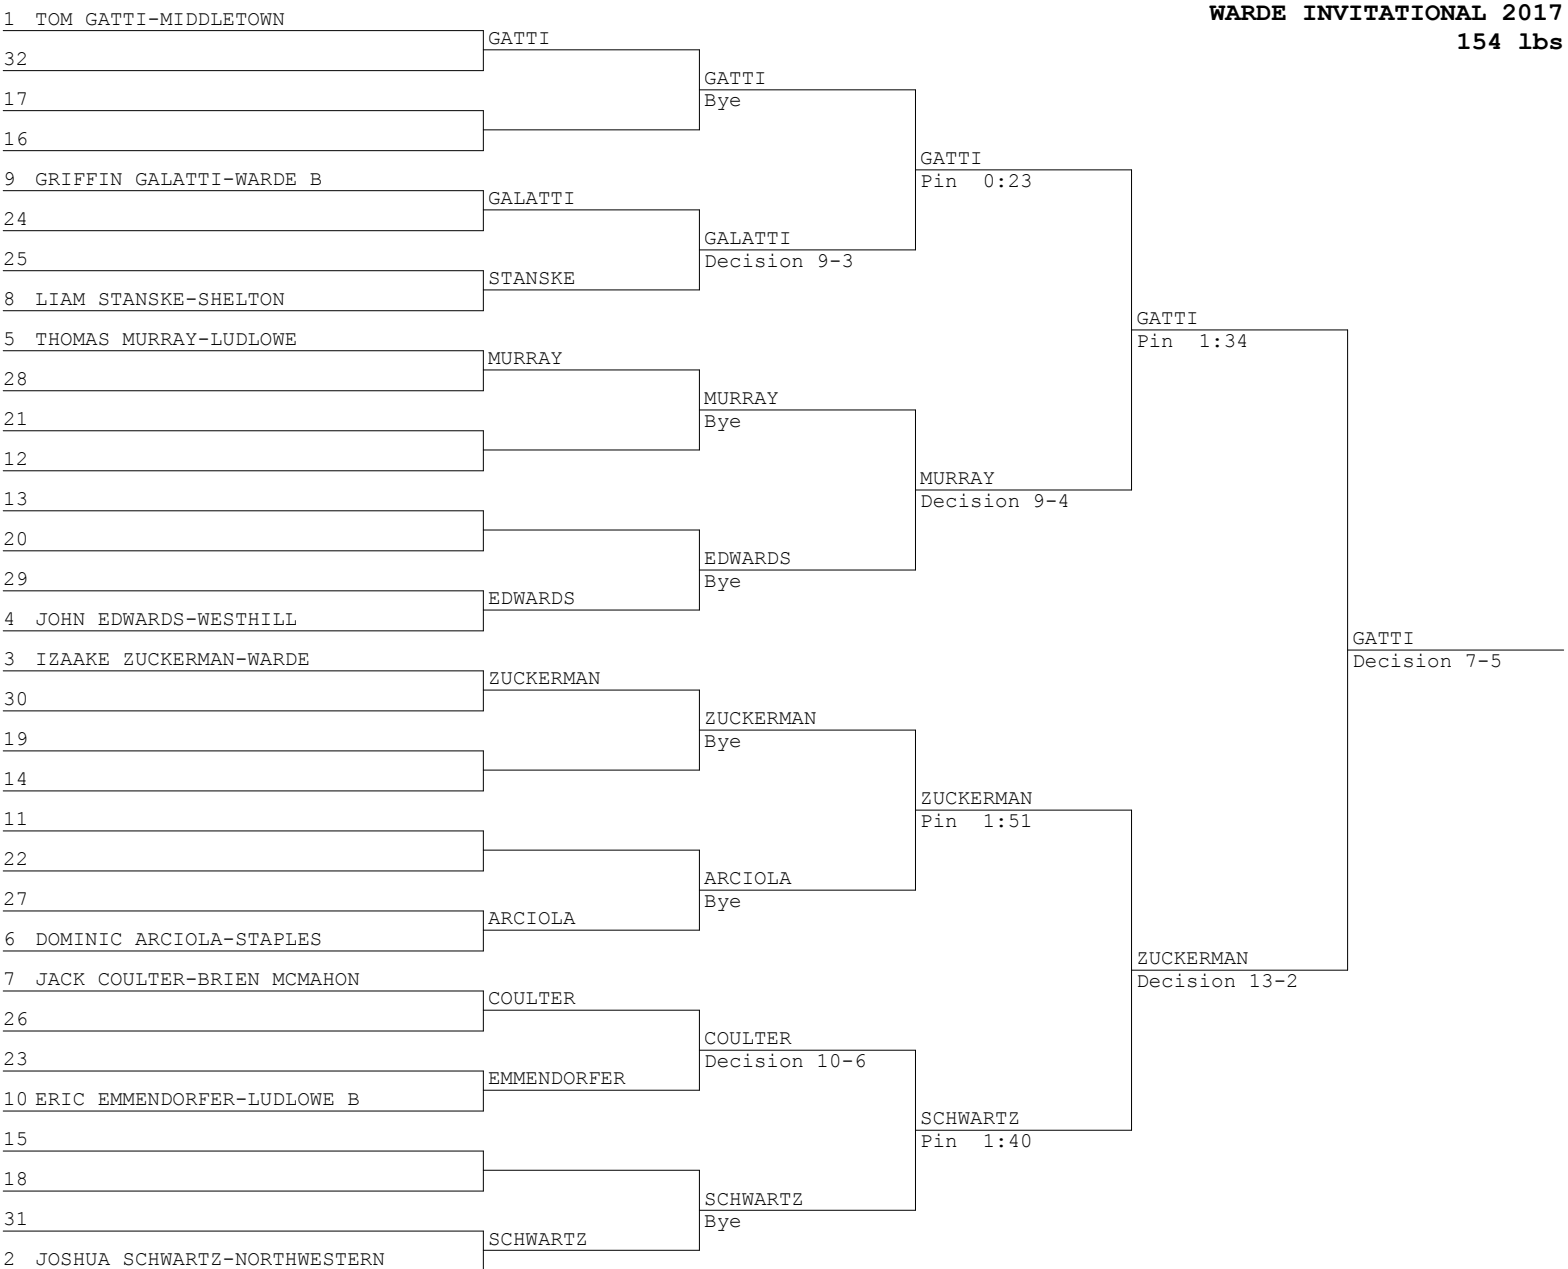 WARDE INVITATIONAL 2017
154 lbs
1 TOM GATTI-MIDDLETOWN
32
17
16
9 GRIFFIN GALATTI-WARDE B
24
25
8 LIAM STANSKE-SHELTON
5 THOMAS MURRAY-LUDLOWE
28
21
12
13
20
29
4 JOHN EDWARDS-WESTHILL
3 IZAAKE ZUCKERMAN-WARDE
30
19
14
11
22
27
6 DOMINIC ARCIOLA-STAPLES
7 JACK COULTER-BRIEN MCMAHON
26
23
10 ERIC EMMENDORFER-LUDLOWE B
15
18
31
2 JOSHUA SCHWARTZ-NORTHWESTERN
GATTI
GALATTI
STANSKE
MURRAY
EDWARDS
ZUCKERMAN
ARCIOLA
COULTER
EMMENDORFER
SCHWARTZ
GATTI
Bye
GALATTI
Decision 9-3
MURRAY
Bye
EDWARDS
Bye
ZUCKERMAN
Bye
ARCIOLA
Bye
COULTER
Decision 10-6
SCHWARTZ
Bye
GATTI
Pin 0:23
MURRAY
Decision 9-4
ZUCKERMAN
Pin 1:51
SCHWARTZ
Pin 1:40
GATTI
Pin 1:34
ZUCKERMAN
Decision 13-2
GATTI
Decision 7-5